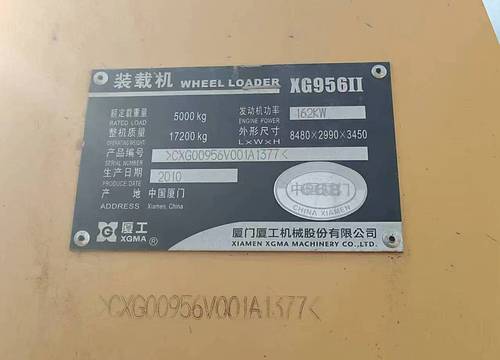 装载机 WHEEL LOADER XG956II
额定载重量 5000 kg 发动机功率 162KW
RATED LOAD ENGINE POWER
整机质量 17200 kg 外形尺寸 8480×2990×3450
OPERATING WEIGHT L×W×H
产品编号 >CXG00956V001A1377<
SERIAL NUMBER
生产日期 2010
PRODUCE DATE
产 地 中国厦门
ADDRESS Xiamen, China
CHINA XIAMEN
厦工
XGMA ®
厦门厦工机械股份有限公司
XIAMEN XGMA MACHINERY CO.,LTD.
>CXG00956V001A1377<